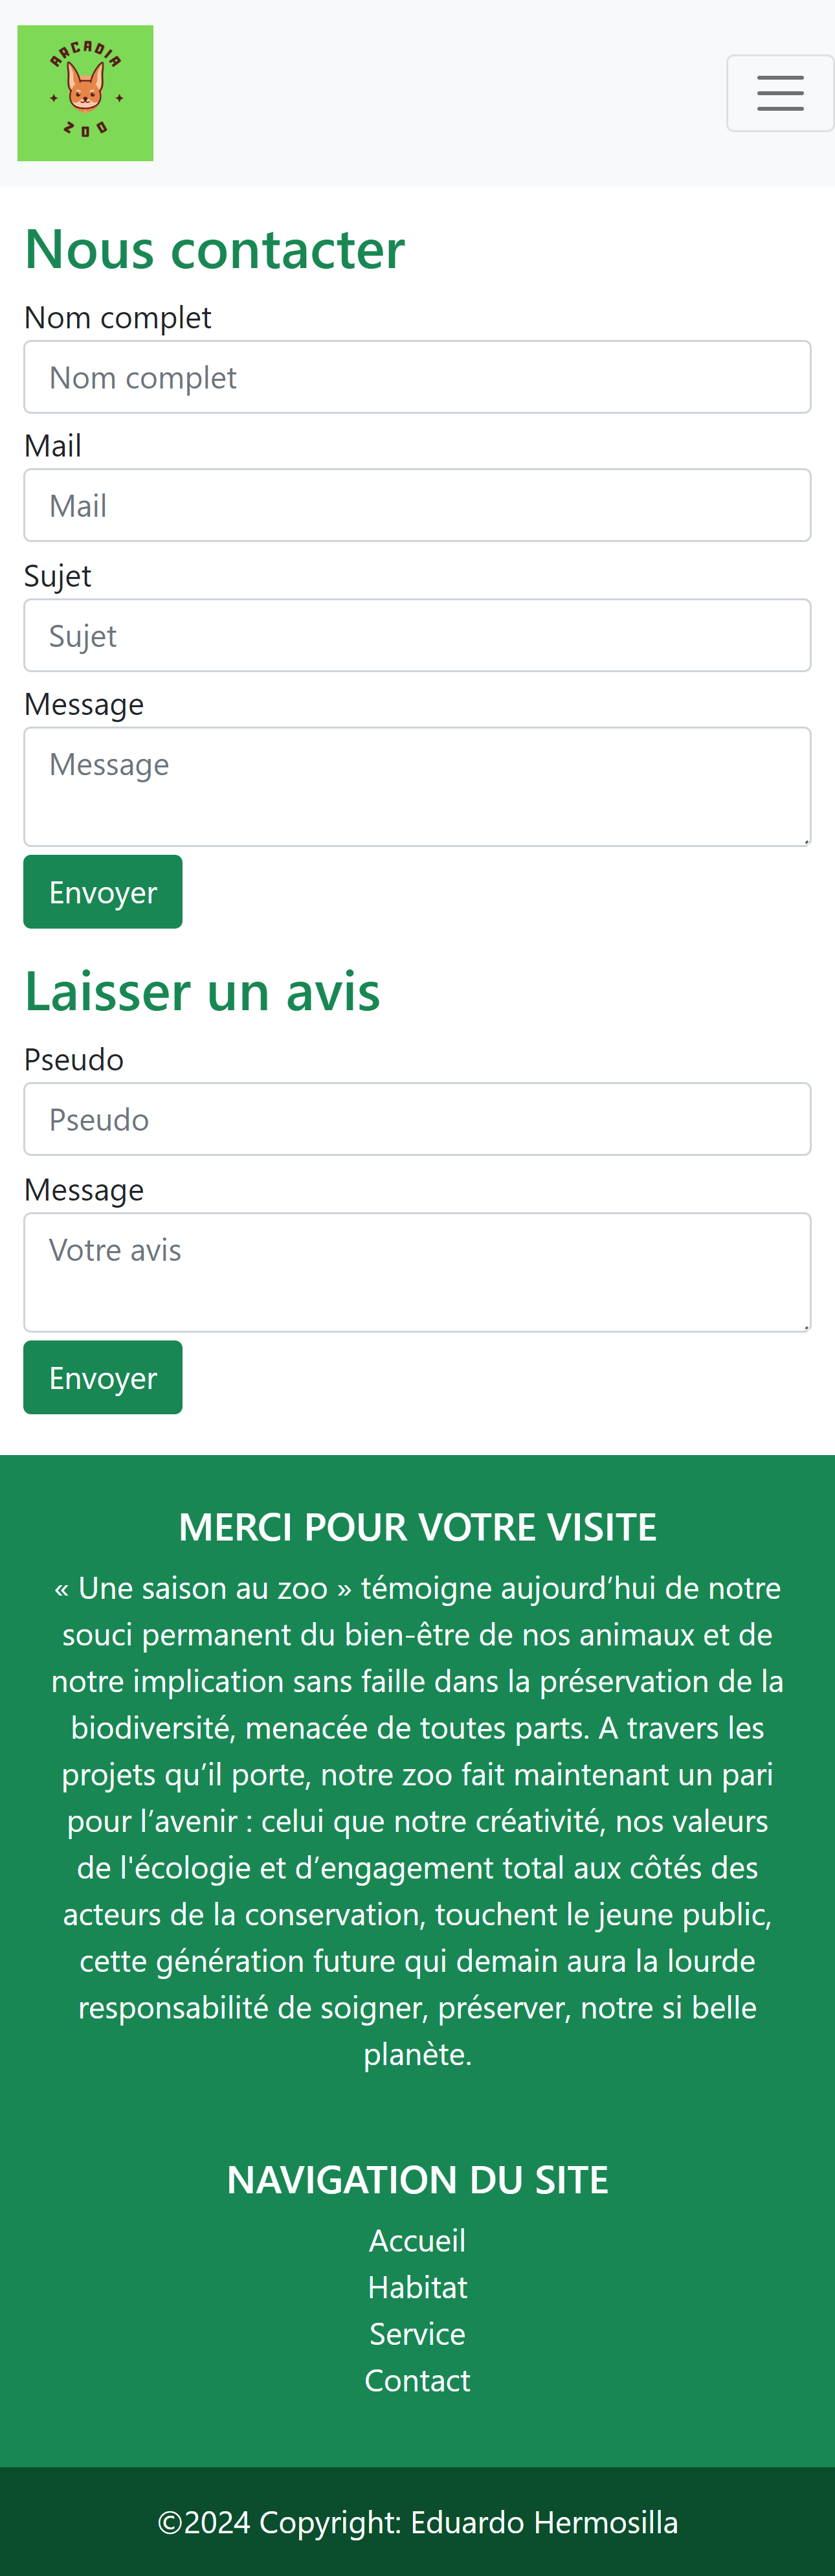 ARCADIA
ZOO
Nous contacter
Nom complet
Nom complet
Mail
Mail
Sujet
Sujet
Message
Message
Envoyer
Laisser un avis
Pseudo
Pseudo
Message
Votre avis
Envoyer
MERCI POUR VOTRE VISITE
« Une saison au zoo » témoigne aujourd’hui de notre
souci permanent du bien-être de nos animaux et de
notre implication sans faille dans la préservation de la
biodiversité, menacée de toutes parts. A travers les
projets qu’il porte, notre zoo fait maintenant un pari
pour l’avenir : celui que notre créativité, nos valeurs
de l'écologie et d’engagement total aux côtés des
acteurs de la conservation, touchent le jeune public,
cette génération future qui demain aura la lourde
responsabilité de soigner, préserver, notre si belle
planète.
NAVIGATION DU SITE
Accueil
Habitat
Service
Contact
©2024 Copyright: Eduardo Hermosilla